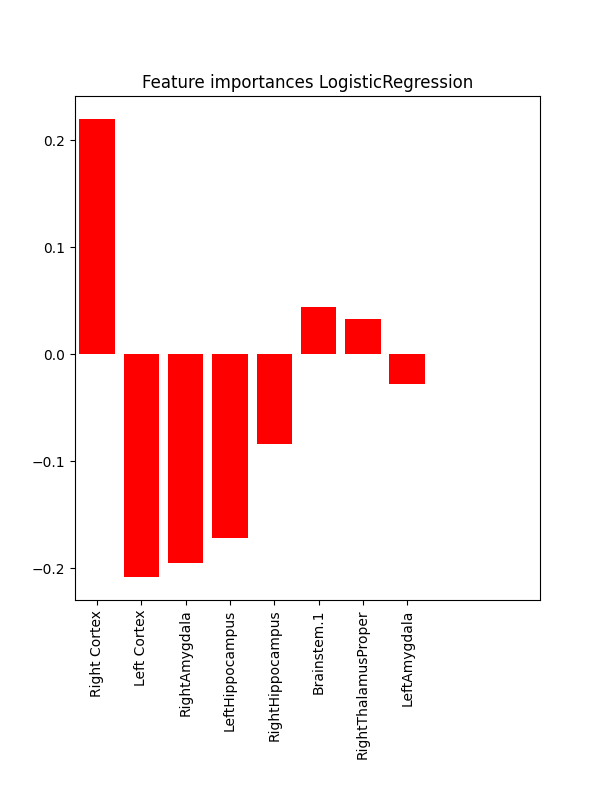 Feature importances LogisticRegression
0.2
0.1
0.0
−0.1
−0.2
Right Cortex
Left Cortex
RightAmygdala
LeftHippocampus
RightHippocampus
Brainstem.1
RightThalamusProper
LeftAmygdala